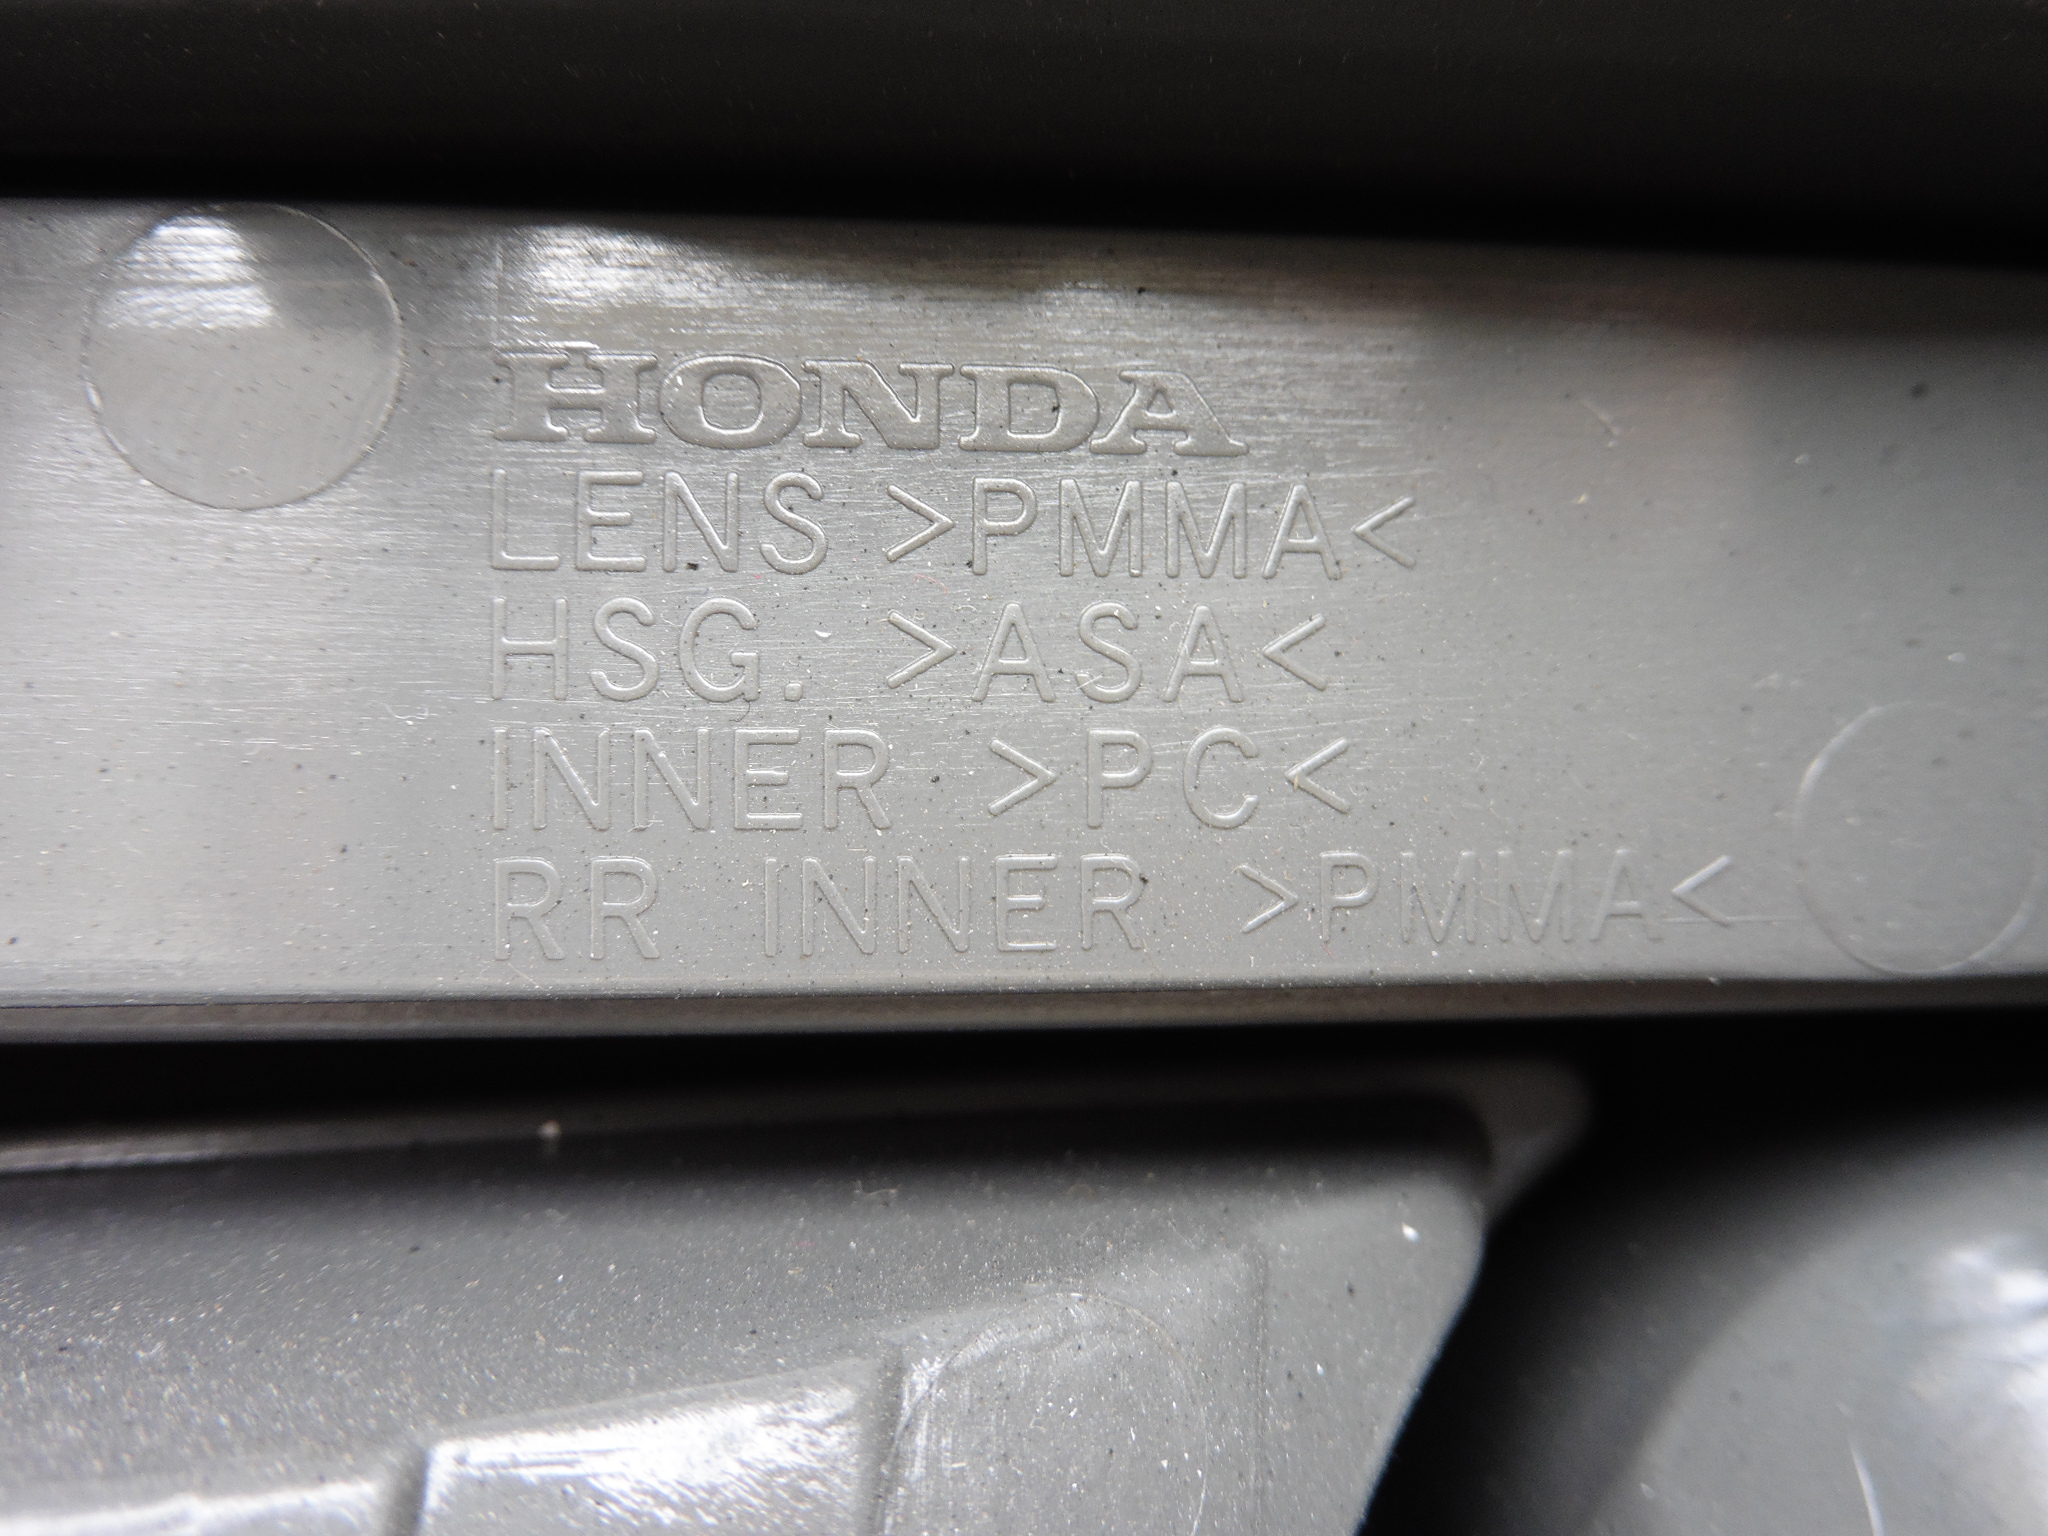 HONDA
LENS >PMMA<
HSG. >ASA<
INNER >PC<
RR INNER >PMMA<